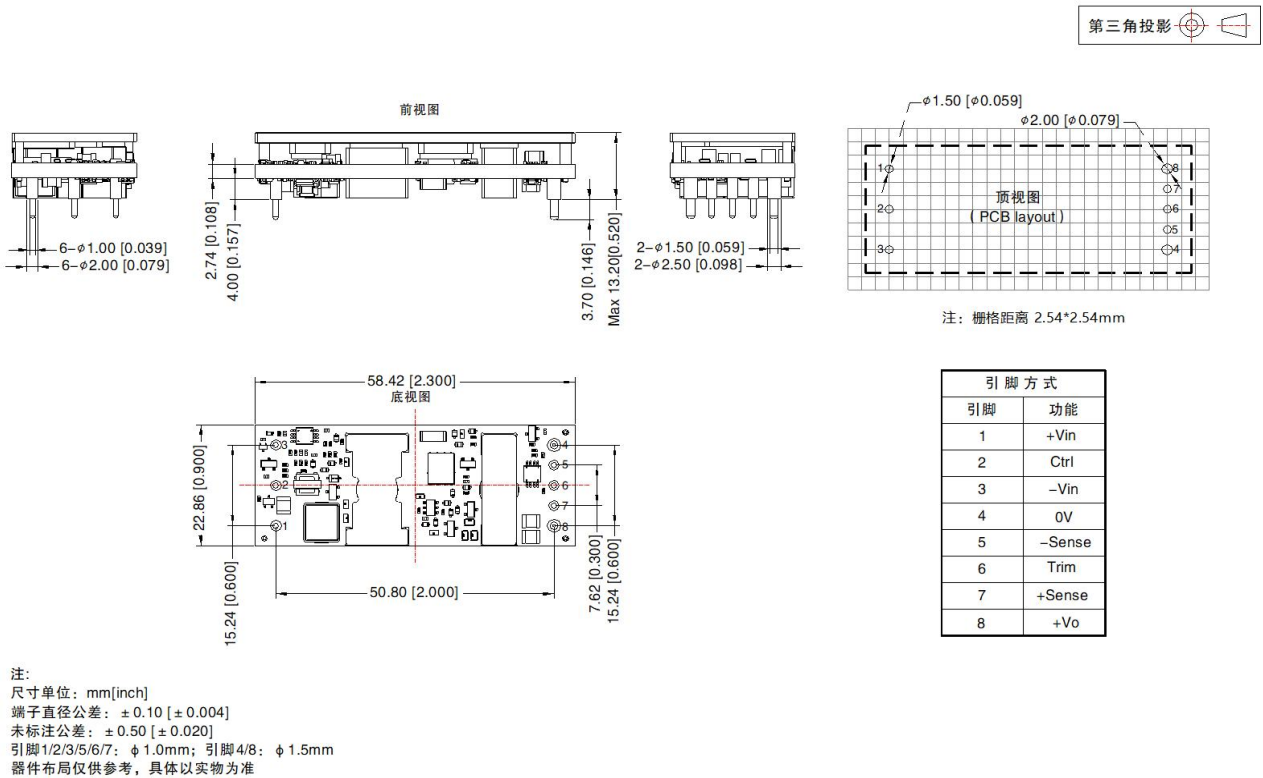 第三角投影
前视图
2.74 [0.108]
4.00 [0.157]
3.70 [0.146]
Max 13.20[0.520]
6-φ1.00 [0.039]
6-φ2.00 [0.079]
2-φ1.50 [0.059]
2-φ2.50 [0.098]
φ1.50 [φ0.059]
φ2.00 [φ0.079]
1
2
3
8
7
6
5
4
顶视图
( PCB layout )
注：栅格距离 2.54*2.54mm
58.42 [2.300]
底视图
22.86 [0.900]
15.24 [0.600]
50.80 [2.000]
7.62 [0.300]
15.24 [0.600]
3
2
1
4
5
6
7
8
引脚方式
引脚 功能
1 +Vin
2 Ctrl
3 −Vin
4 0V
5 −Sense
6 Trim
7 +Sense
8 +Vo
注:
尺寸单位：mm[inch]
端子直径公差：±0.10 [±0.004]
未标注公差：±0.50 [±0.020]
引脚1/2/3/5/6/7：ϕ1.0mm；引脚4/8：ϕ1.5mm
器件布局仅供参考，具体以实物为准